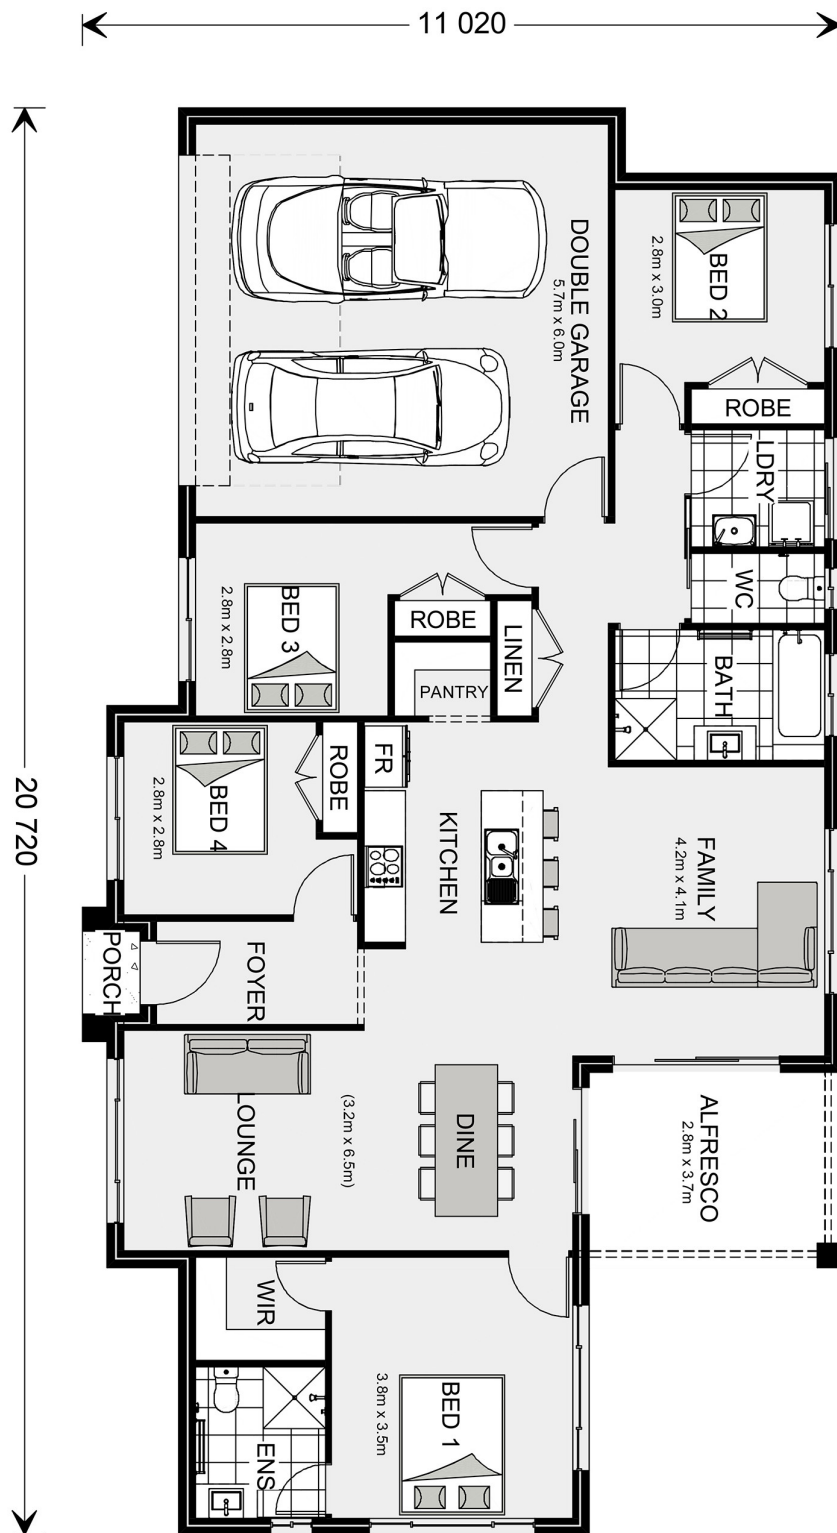 11 020
20 720
DOUBLE GARAGE
5.7m x 6.0m
BED 2
2.8m x 3.0m
ROBE
LDRY
WC
BATH
BED 3
2.8m x 2.8m
ROBE
LINEN
PANTRY
BED 4
2.8m x 2.8m
ROBE
FR
KITCHEN
FAMILY
4.2m x 4.1m
PORCH
FOYER
LOUNGE
(3.2m x 6.5m)
DINE
ALFRESCO
2.8m x 3.7m
WIR
BED 1
3.8m x 3.5m
ENS